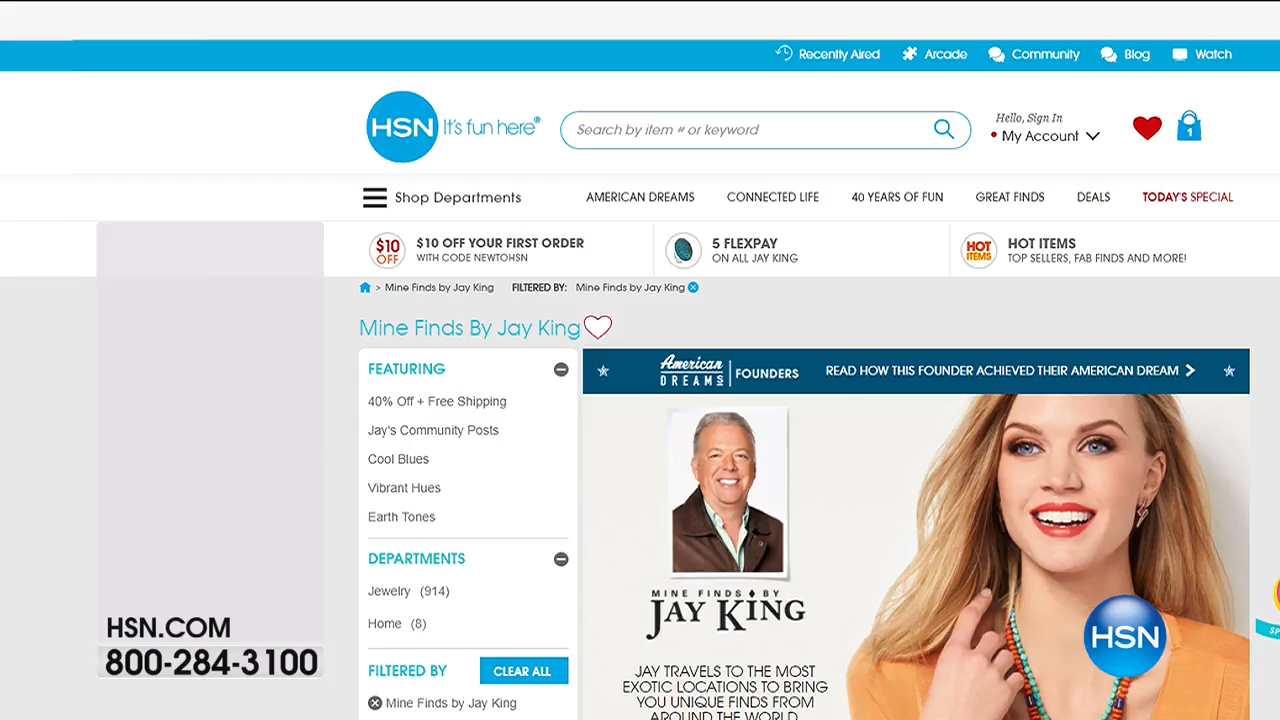 Recently Aired Arcade Community Blog Watch
HSN It's fun here®
Search by item # or keyword
Hello, Sign In
My Account
1
Shop Departments
AMERICAN DREAMS CONNECTED LIFE 40 YEARS OF FUN GREAT FINDS DEALS TODAY'S SPECIAL
$10 OFF
$10 OFF YOUR FIRST ORDER
WITH CODE NEWTOHSN
5 FLEXPAY
ON ALL JAY KING
HOT ITEMS
HOT ITEMS
TOP SELLERS, FAB FINDS AND MORE!
> Mine Finds by Jay King FILTERED BY: Mine Finds by Jay King
Mine Finds By Jay King
FEATURING
40% Off + Free Shipping
Jay's Community Posts
Cool Blues
Vibrant Hues
Earth Tones
DEPARTMENTS
Jewelry (914)
Home (8)
FILTERED BY CLEAR ALL
Mine Finds by Jay King
American DREAMS FOUNDERS READ HOW THIS FOUNDER ACHIEVED THEIR AMERICAN DREAM
MINE FINDS BY
JAY KING
JAY TRAVELS TO THE MOST
EXOTIC LOCATIONS TO BRING
YOU UNIQUE FINDS FROM
AROUND THE WORLD
HSN
HSN.COM
800-284-3100